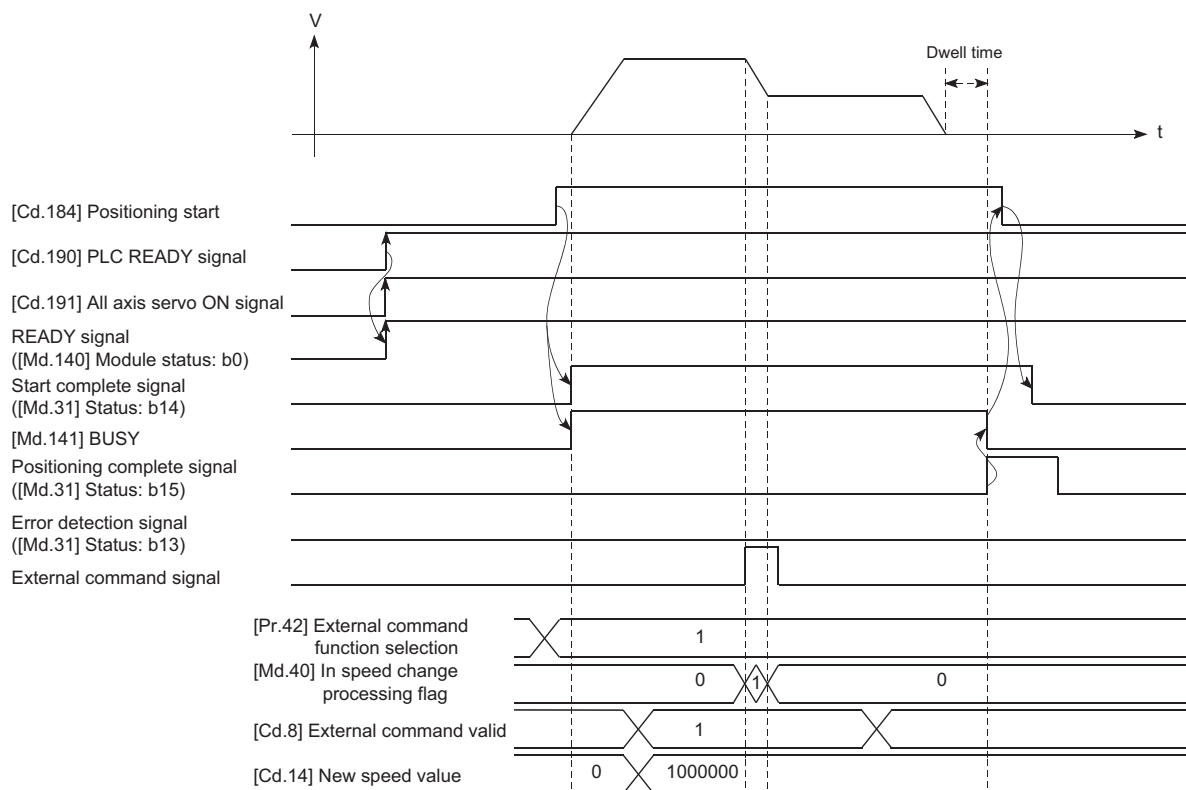 V
Dwell time
t
[Cd.184] Positioning start
[Cd.190] PLC READY signal
[Cd.191] All axis servo ON signal
READY signal
([Md.140] Module status: b0)
Start complete signal
([Md.31] Status: b14)
[Md.141] BUSY
Positioning complete signal
([Md.31] Status: b15)
Error detection signal
([Md.31] Status: b13)
External command signal
[Pr.42] External command
function selection
1
[Md.40] In speed change
processing flag
0 1 0
[Cd.8] External command valid 1
[Cd.14] New speed value 0 1000000